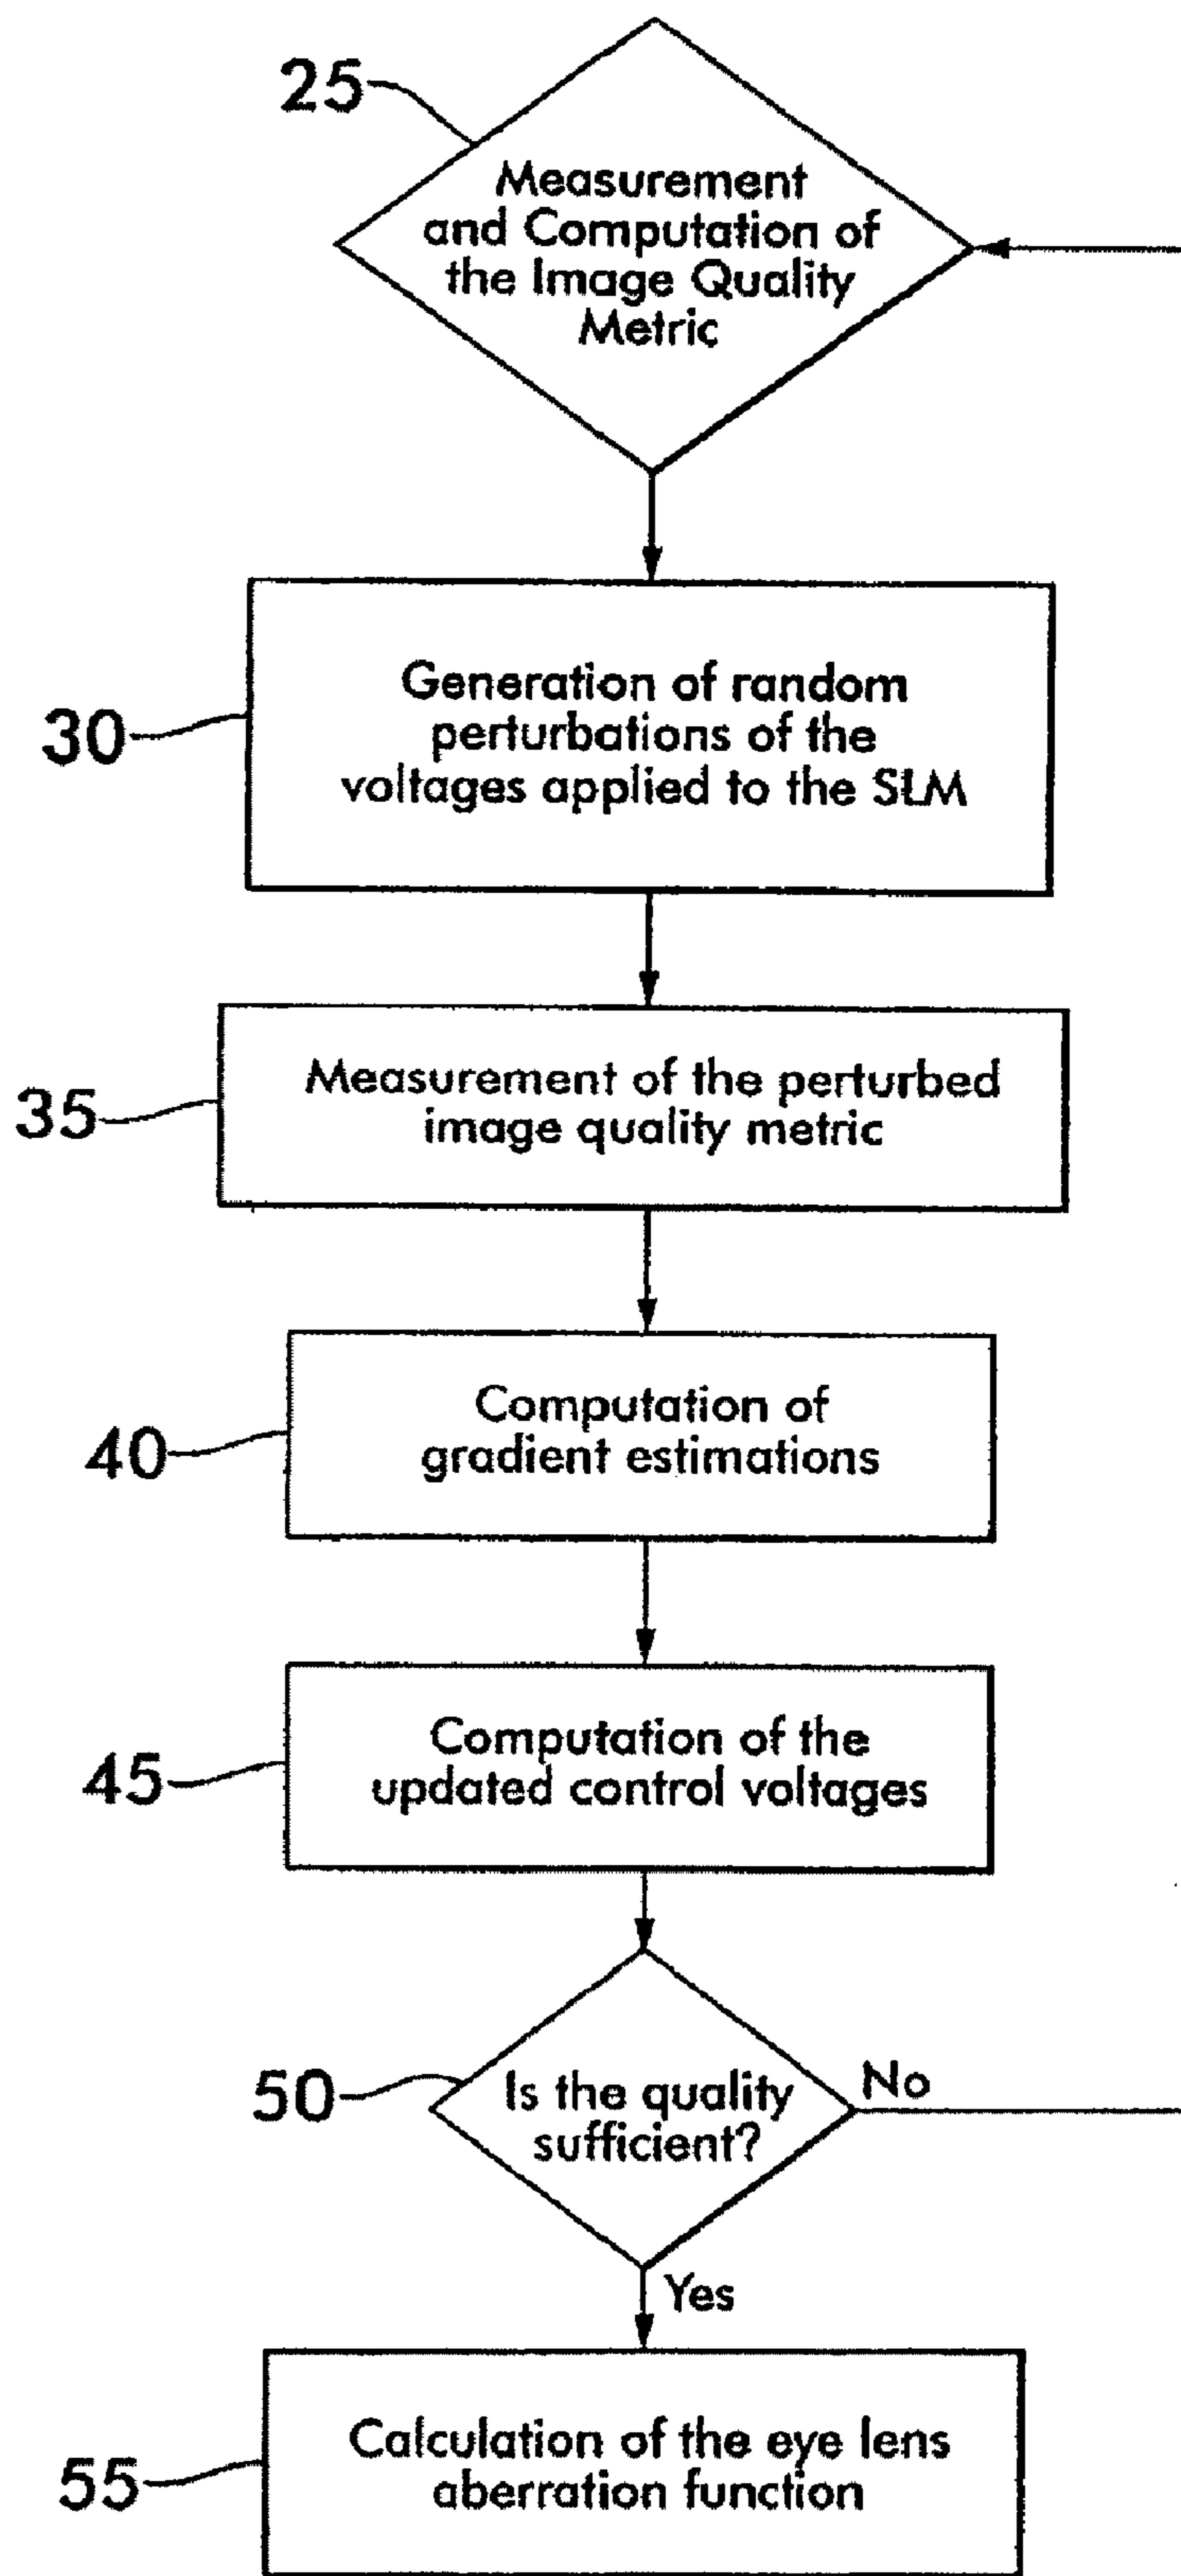 25
Measurement
and Computation of
the Image Quality
Metric
30
Generation of random
perturbations of the
voltages applied to the SLM
35
Measurement of the perturbed
image quality metric
40
Computation of
gradient estimations
45
Computation of the
updated control voltages
50
Is the quality
sufficient?
No
Yes
55
Calculation of the eye lens
aberration function